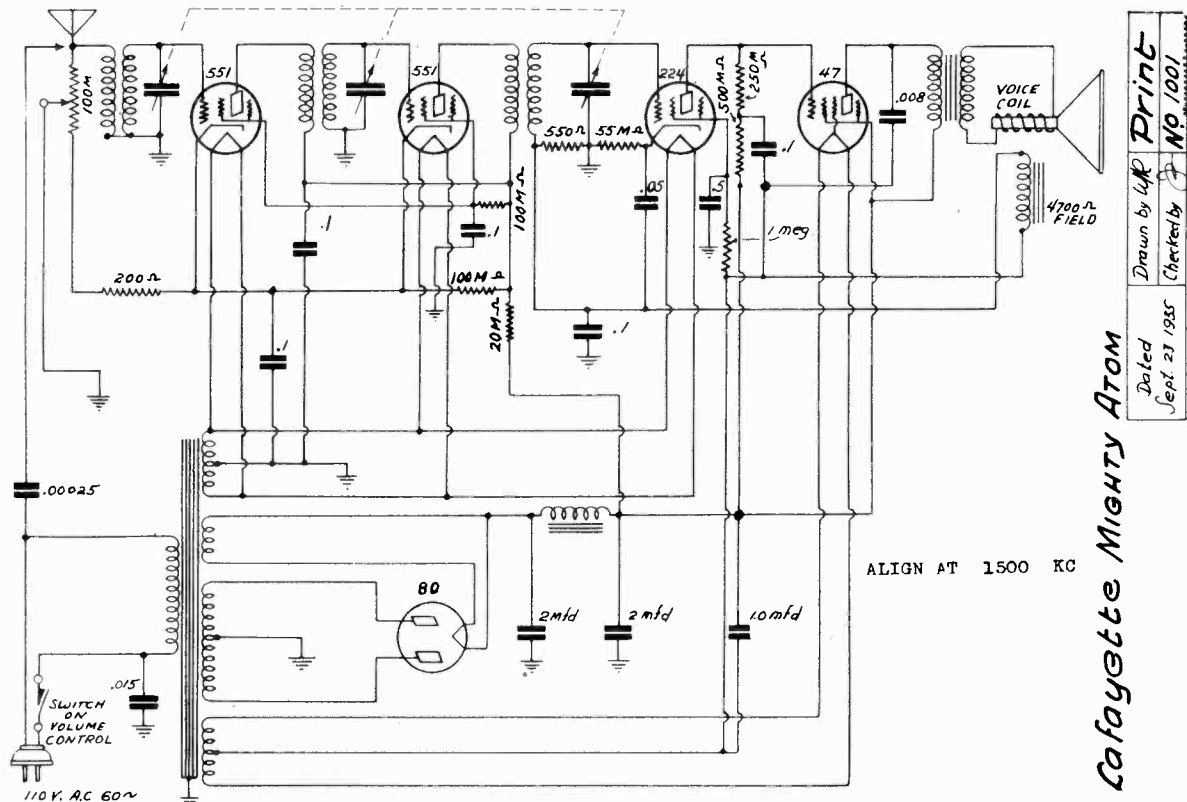 551
551
224
47
100M
500MΩ
250MΩ
.008
VOICE
COIL
550Ω
55MΩ
.1
.05
.5
4700Ω
FIELD
100MΩ
.1
.1
1 meg
200Ω
100MΩ
20MΩ
.1
.1
.00025
80
2mfd
2mfd
1.0mfd
ALIGN AT 1500 KC
.015
SWITCH
ON
VOLUME
CONTROL
110 V. A.C 60~
Lafayette Mighty Atom
Dated
Sept. 23 1935
Drawn by
Checked by
Print
No 1001